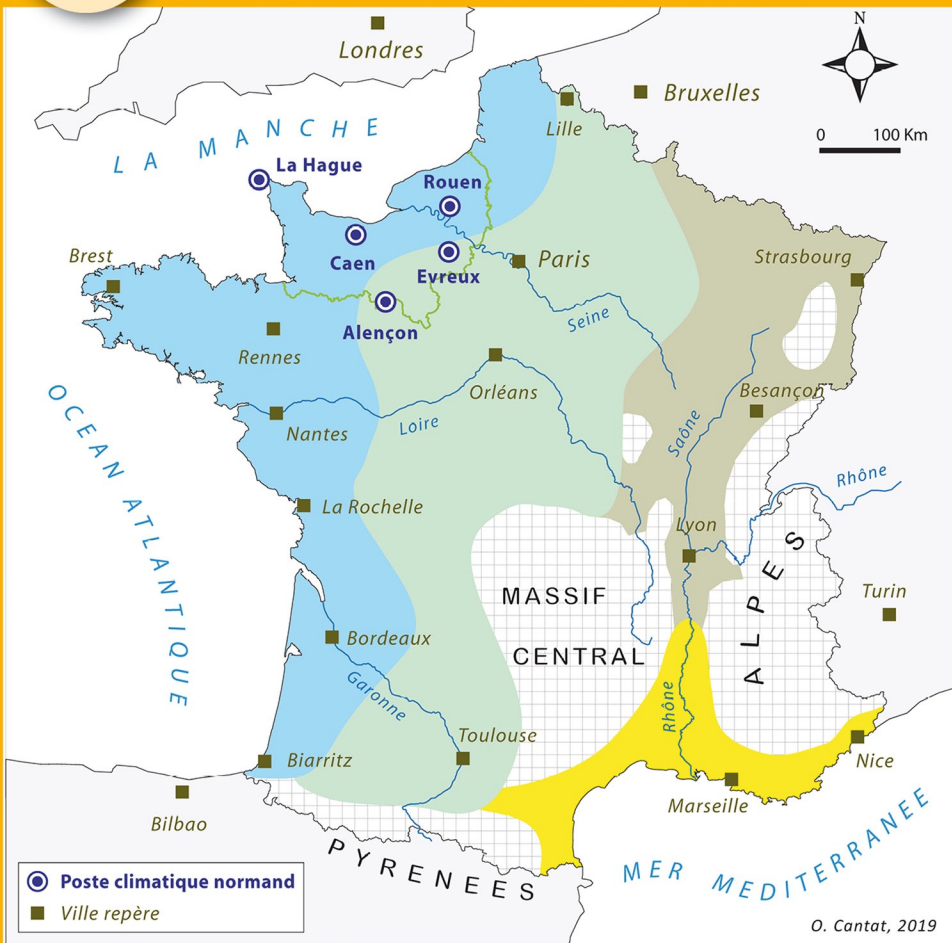 Londres
N
Bruxelles
0 100 Km
Lille
LA MANCHE
La Hague
Rouen
Brest
Caen
Evreux
Paris
Strasbourg
Alençon
Seine
Rennes
Orléans
Besançon
OCEAN ATLANTIQUE
Nantes
Loire
Saône
Rhône
La Rochelle
Lyon
MASSIF
CENTRAL
ALPES
Turin
Bordeaux
Garonne
Rhône
Toulouse
Biarritz
Nice
Marseille
Bilbao
PYRENEES
MER MEDITERRANEE
Poste climatique normand
Ville repère
O. Cantat, 2019